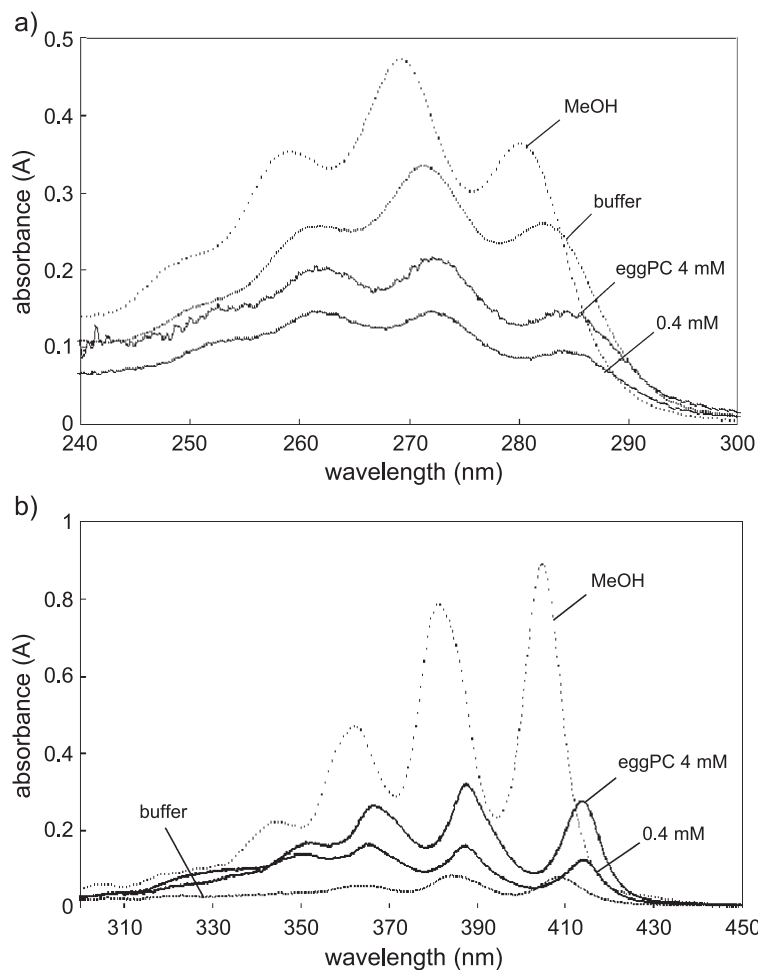 a)
0.5
0.4
0.3
0.2
0.1
0
absorbance (A)
MeOH
buffer
eggPC 4 mM
0.4 mM
240 250 260 270 280 290 300
wavelength (nm)
b)
1
0.8
0.6
0.4
0.2
0
absorbance (A)
MeOH
eggPC 4 mM
buffer
0.4 mM
310 330 350 370 390 410 430 450
wavelength (nm)